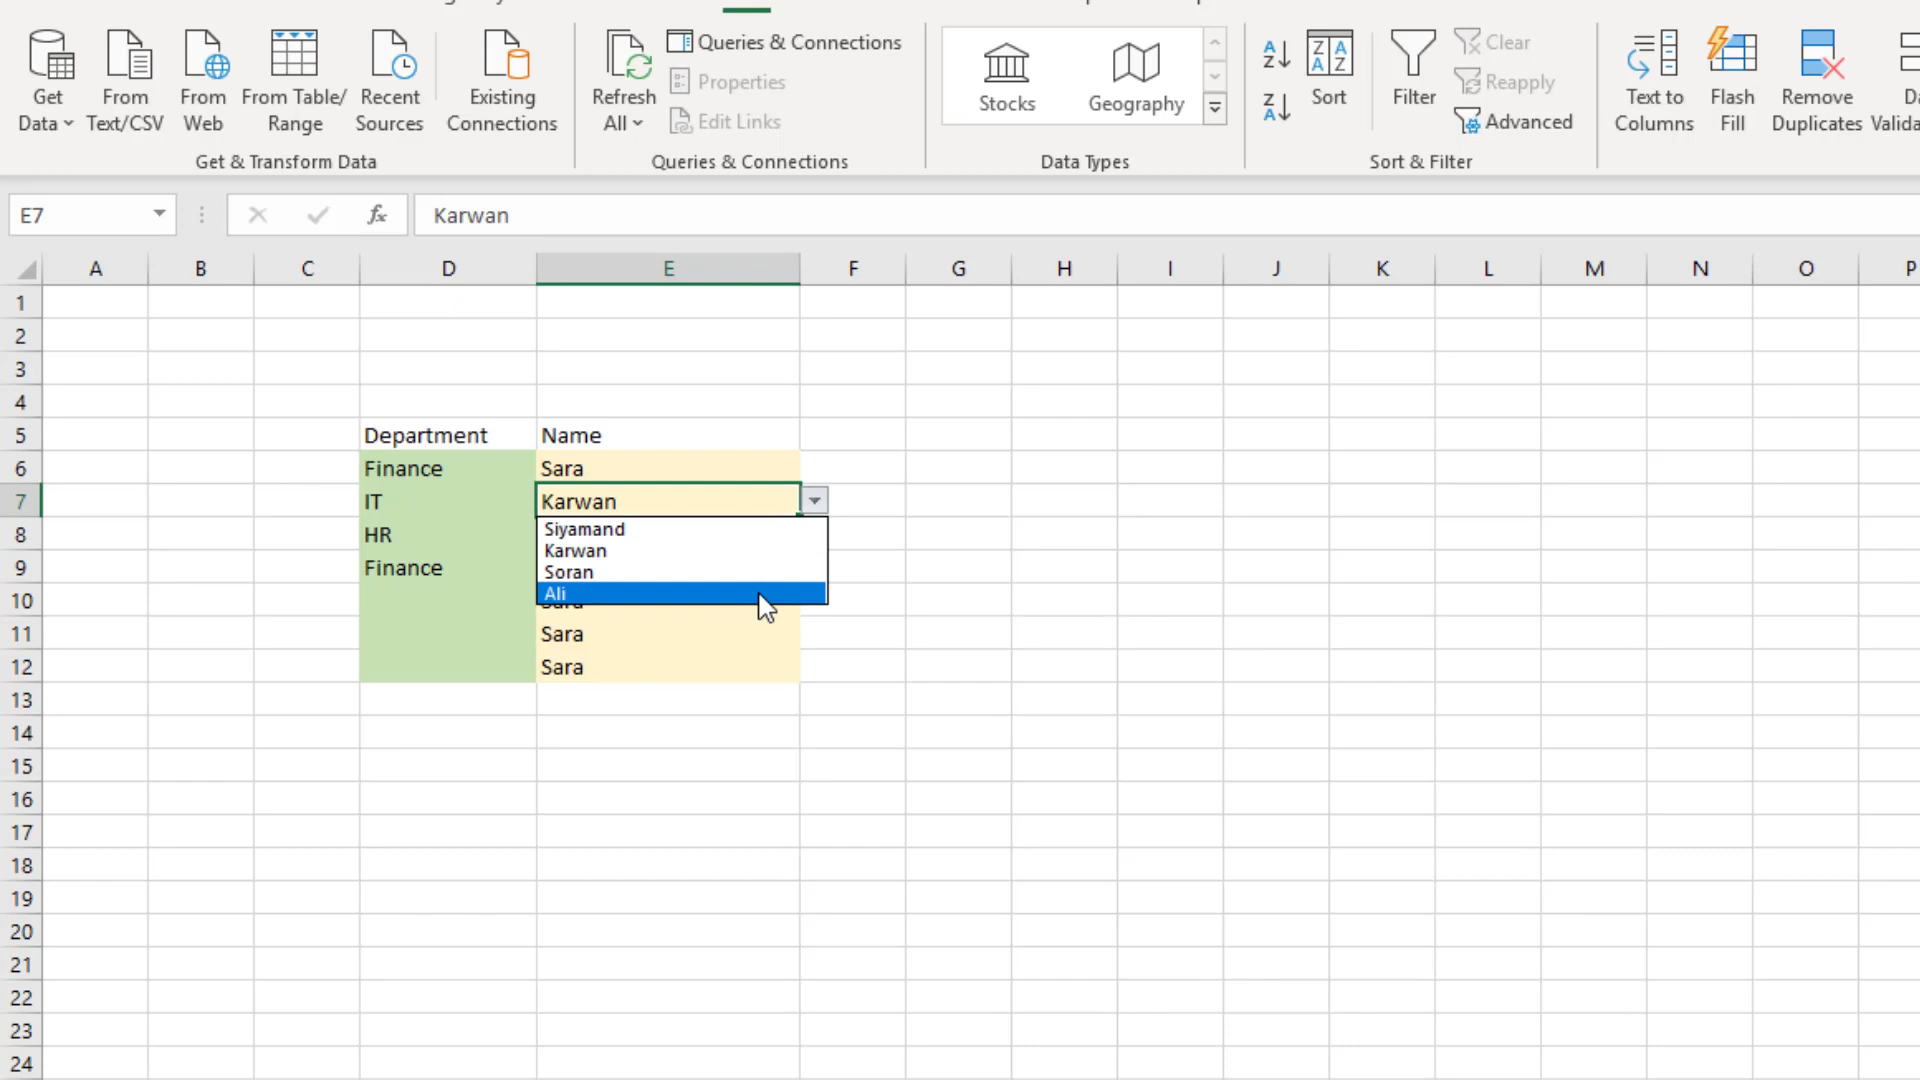 Get Data
From Text/CSV
From Web
From Table/ Range
Recent Sources
Existing Connections
Get & Transform Data
Refresh All
Queries & Connections
Properties
Edit Links
Queries & Connections
Stocks
Geography
Data Types
A Z
Z A
Z A A Z
Sort
Filter
Clear
Reapply
Advanced
Sort & Filter
Text to Columns
Flash Fill
Remove Duplicates
E7
fx
Karwan
A B C D E F G H I J K L M N O P
1
2
3
4
5 Department Name
6 Finance Sara
7 IT Karwan
8 HR
9 Finance
Siyamand
Karwan
Soran
Ali
10 Sara
11 Sara
12 Sara
13
14
15
16
17
18
19
20
21
22
23
24